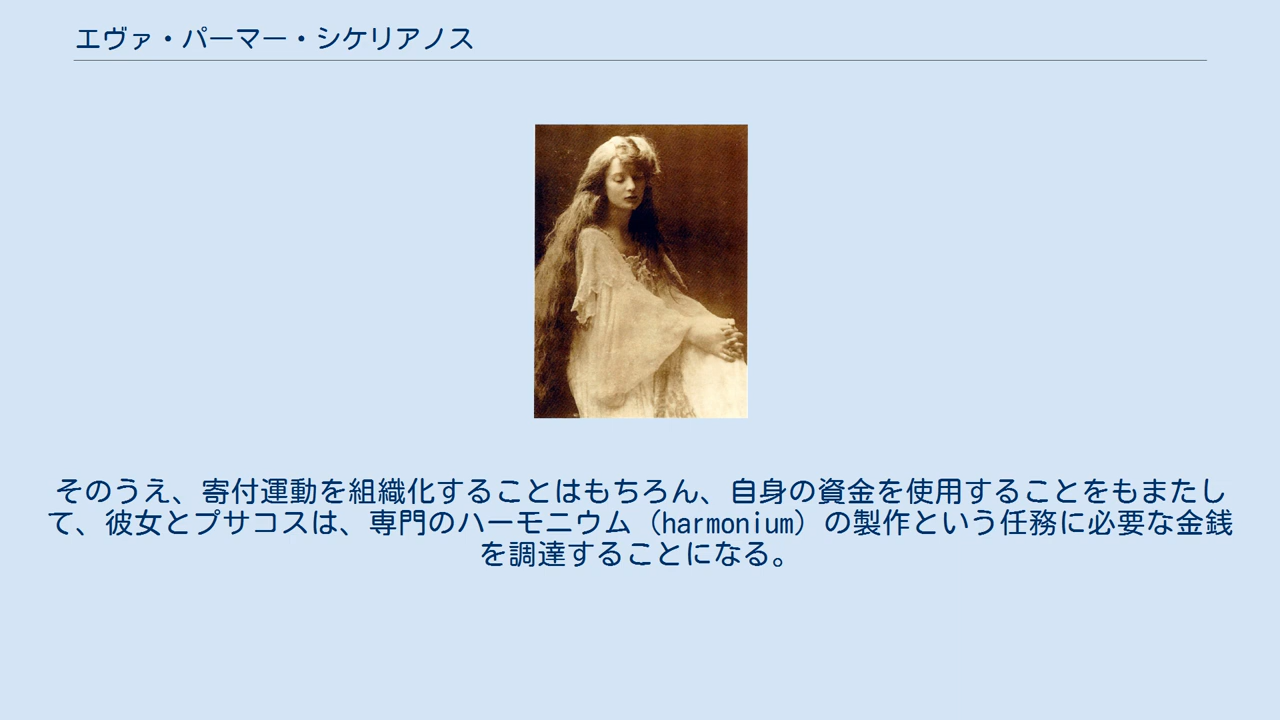 エヴァ・パーマー・シケリアノス
そのうえ、寄付運動を組織化することはもちろん、自身の資金を使用することをもまたし
て、彼女とプサコスは、専門のハーモニウム（harmonium）の製作という任務に必要な金銭
を調達することになる。